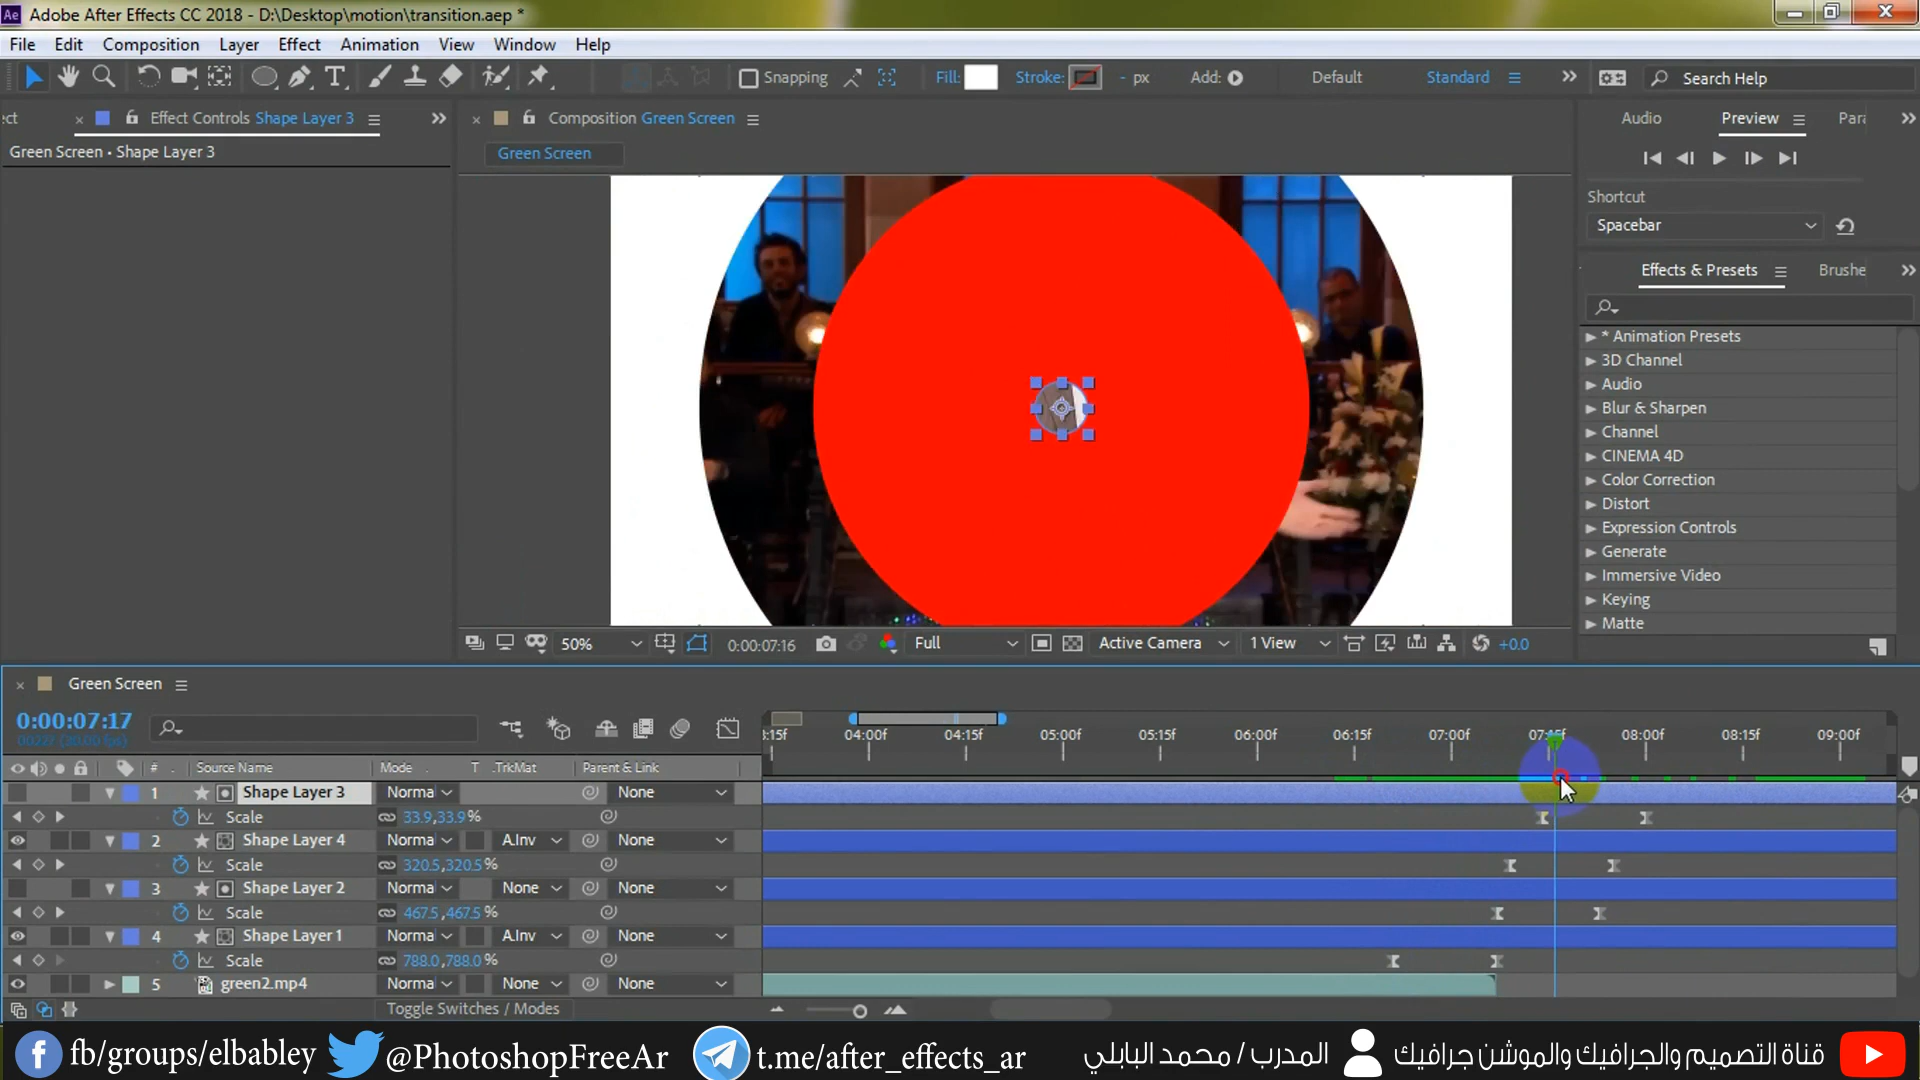 Adobe After Effects CC 2018 - D:\Desktop\motion\transition.aep *
File Edit Composition Layer Effect Animation View Window Help
Snapping Fill: Stroke: - px Add: Default Standard Search Help
ect Effect Controls Shape Layer 3 Composition Green Screen Audio Preview Para
Green Screen • Shape Layer 3 Green Screen
Shortcut
Spacebar
Effects & Presets Brushe
* Animation Presets
3D Channel
Audio
Blur & Sharpen
Channel
CINEMA 4D
Color Correction
Distort
Expression Controls
Generate
Immersive Video
Keying
Matte
50% 0:00:07:16 Full Active Camera 1 View +0.0
Green Screen
0:00:07:17
3:15f 04:00f 04:15f 05:00f 05:15f 06:00f 06:15f 07:00f 07:15f 08:00f 08:15f 09:00f
# Source Name Mode T .TrkMat Parent & Link
1 Shape Layer 3 Norma None
Scale 33.9,33.9%
2 Shape Layer 4 Norma A.Inv None
Scale 320.5,320.5%
3 Shape Layer 2 Norma None None
Scale 467.5,467.5%
4 Shape Layer 1 Norma A.Inv None
Scale 788.0,788.0%
5 green2.mp4 Norma None None
Toggle Switches / Modes
fb/groups/elbabley @PhotoshopFreeAr t.me/after_effects_ar المدرب / محمد البابلي قناة التصميم والجرافيك والموشن جرافيك